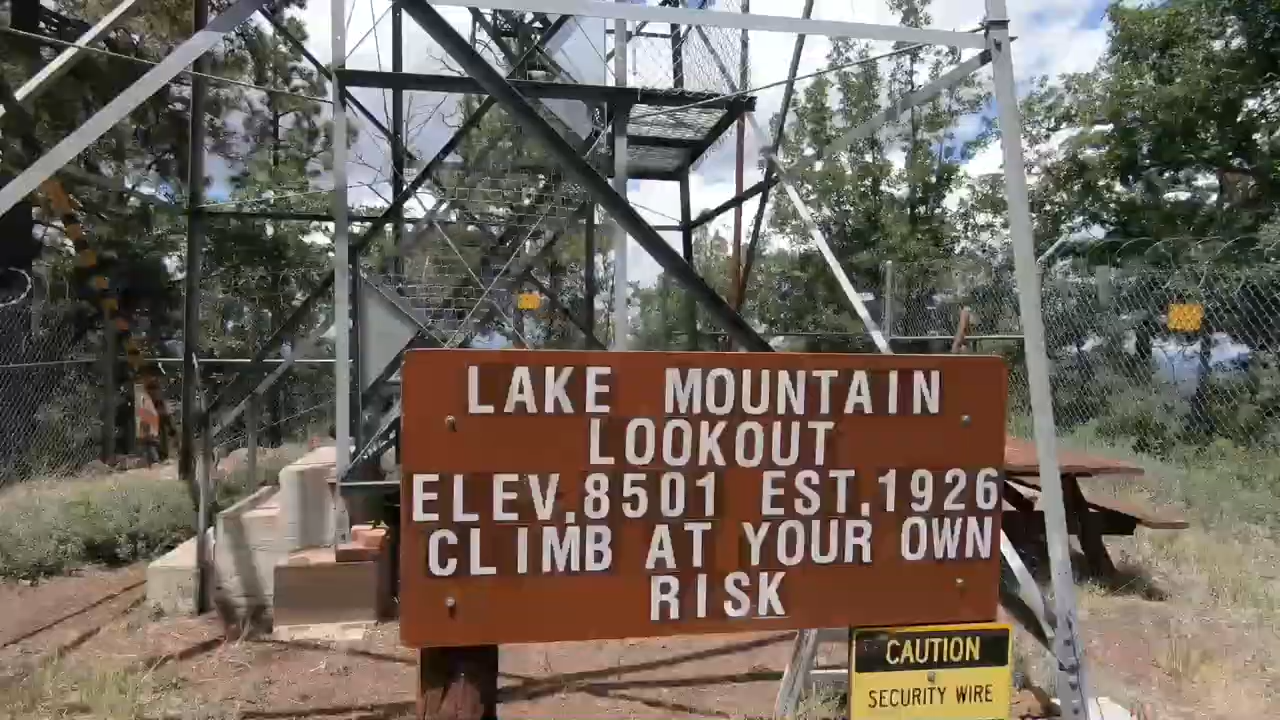 LAKE MOUNTAIN
LOOKOUT
ELEV.8501 EST.1926
CLIMB AT YOUR OWN
RISK
CAUTION
SECURITY WIRE